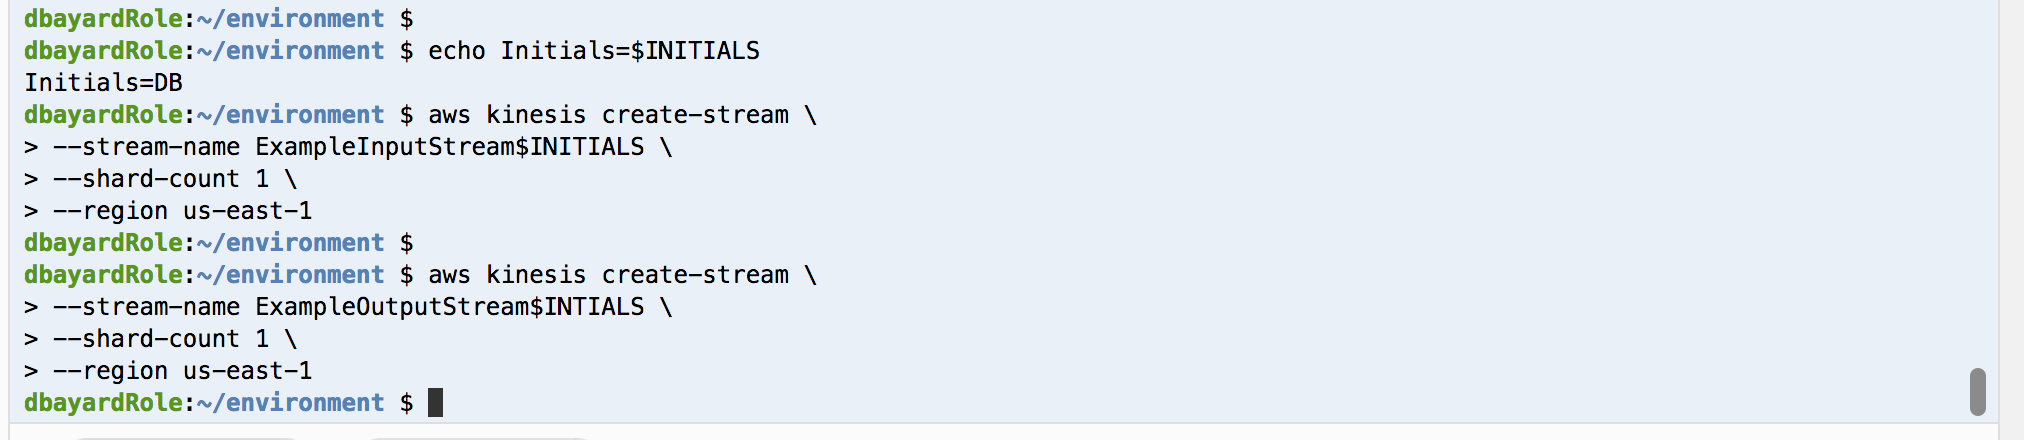 dbayardRole:~/environment $
dbayardRole:~/environment $ echo Initials=$INITIALS
Initials=DB
dbayardRole:~/environment $ aws kinesis create-stream \
> --stream-name ExampleInputStream$INITIALS \
> --shard-count 1 \
> --region us-east-1
dbayardRole:~/environment $
dbayardRole:~/environment $ aws kinesis create-stream \
> --stream-name ExampleOutputStream$INTIALS \
> --shard-count 1 \
> --region us-east-1
dbayardRole:~/environment $